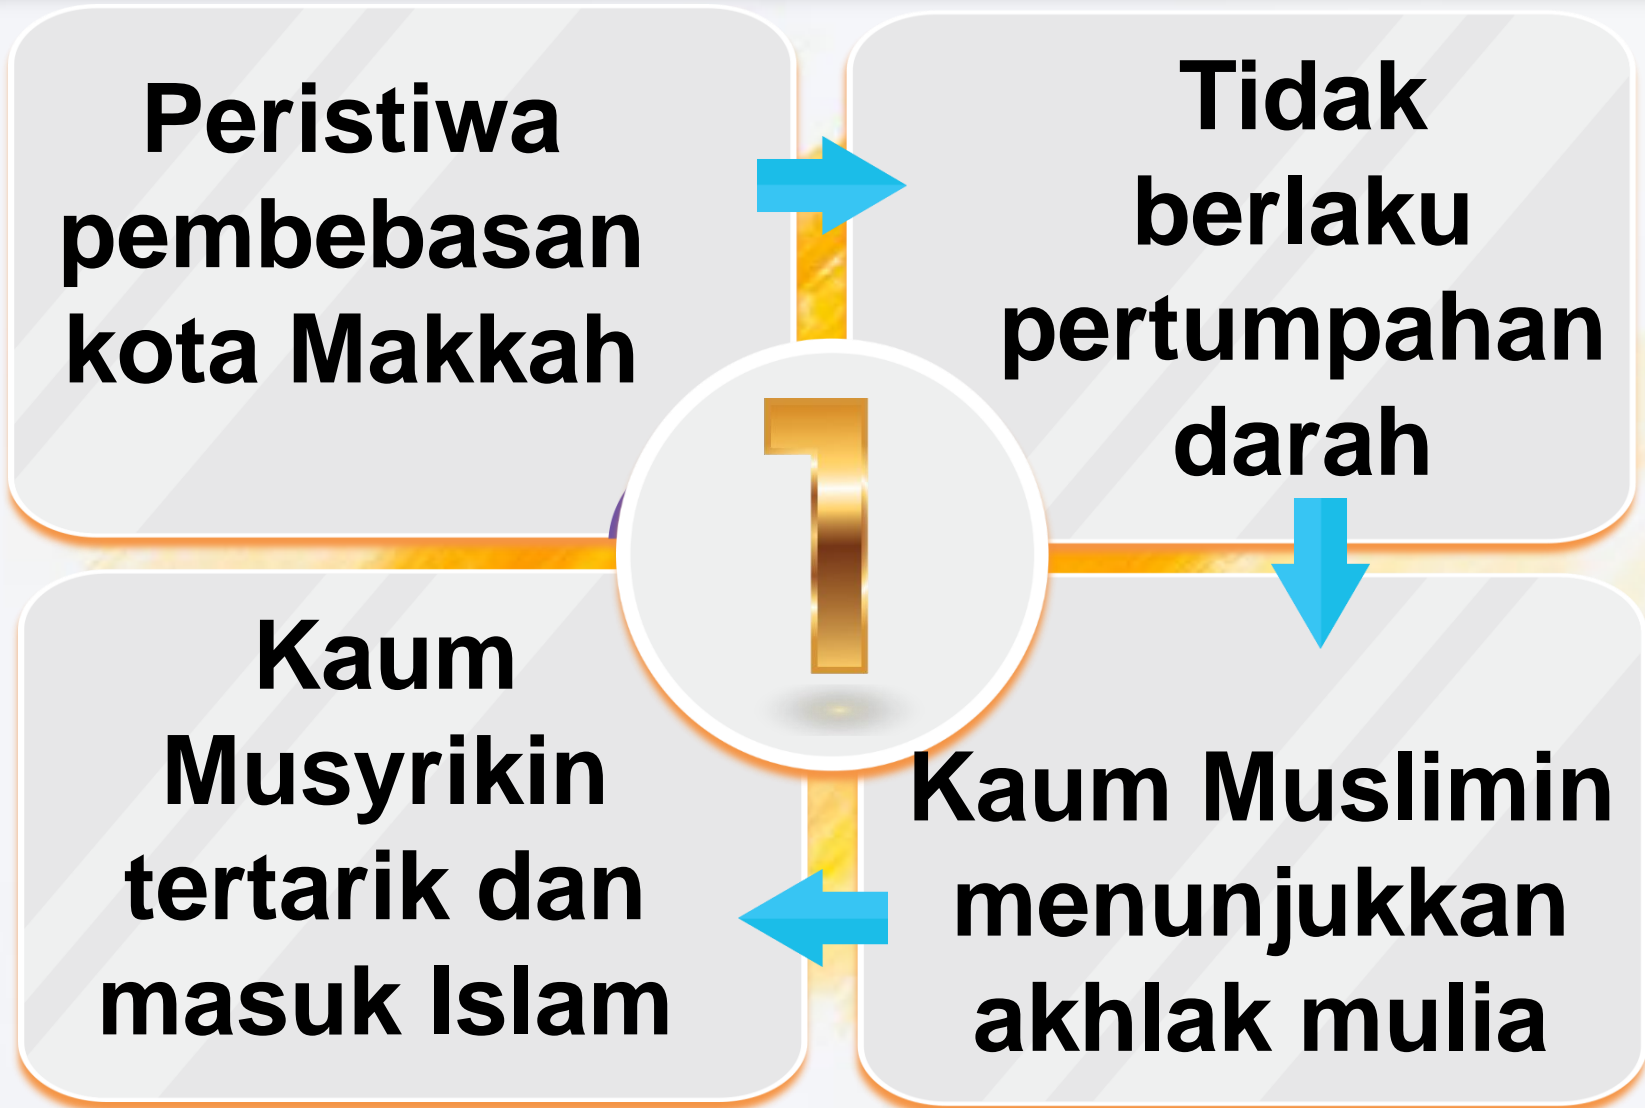 Peristiwa
pembebasan
kota Makkah
Tidak
berlaku
pertumpahan
darah
1
Kaum Muslimin
menunjukkan
akhlak mulia
Kaum
Musyrikin
tertarik dan
masuk Islam